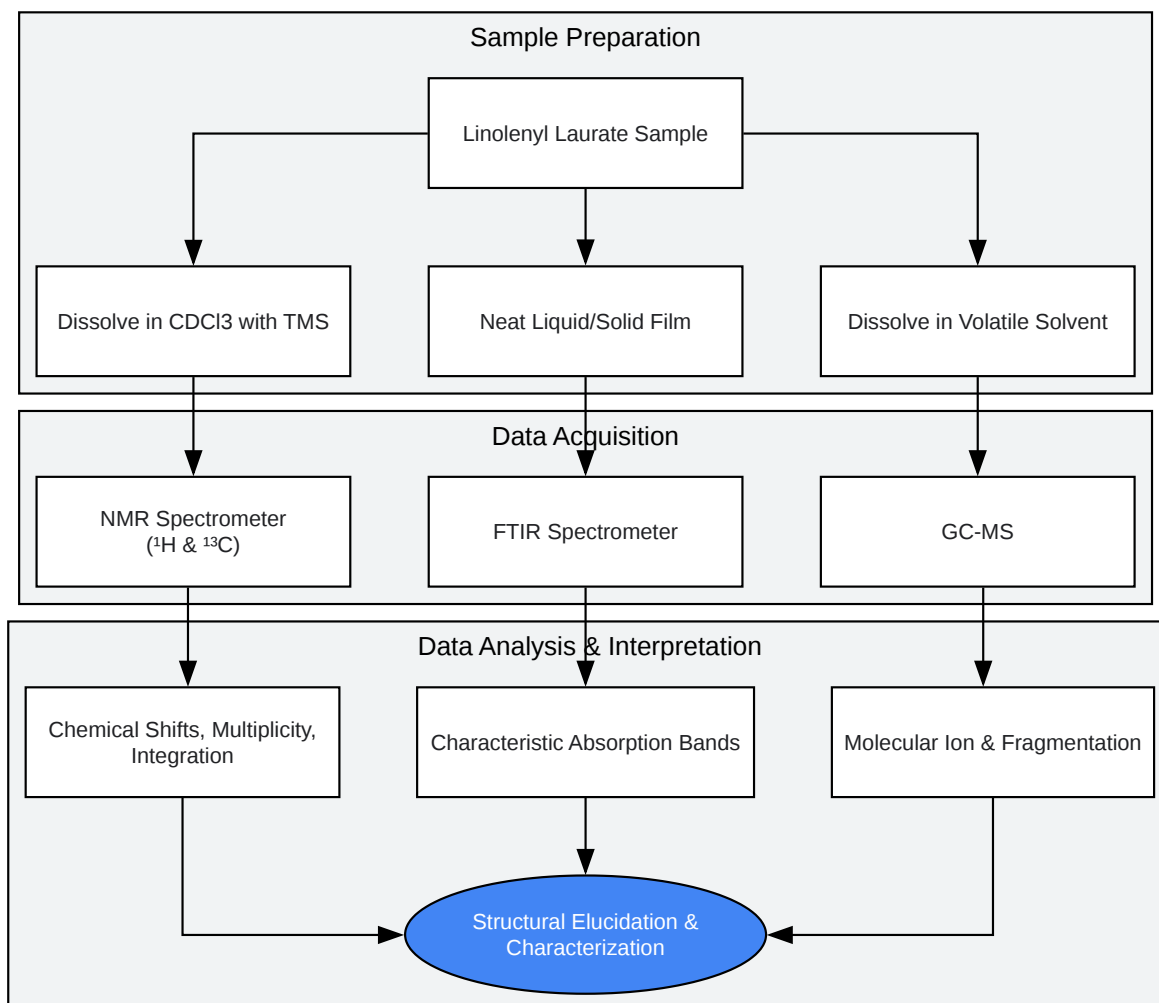 Sample Preparation
Linolenyl Laurate Sample
Dissolve in CDCl3 with TMS
Neat Liquid/Solid Film
Dissolve in Volatile Solvent
Data Acquisition
NMR Spectrometer
(¹H & ¹³C)
FTIR Spectrometer
GC-MS
Data Analysis & Interpretation
Chemical Shifts, Multiplicity,
Integration
Characteristic Absorption Bands
Molecular Ion & Fragmentation
Structural Elucidation &
Characterization